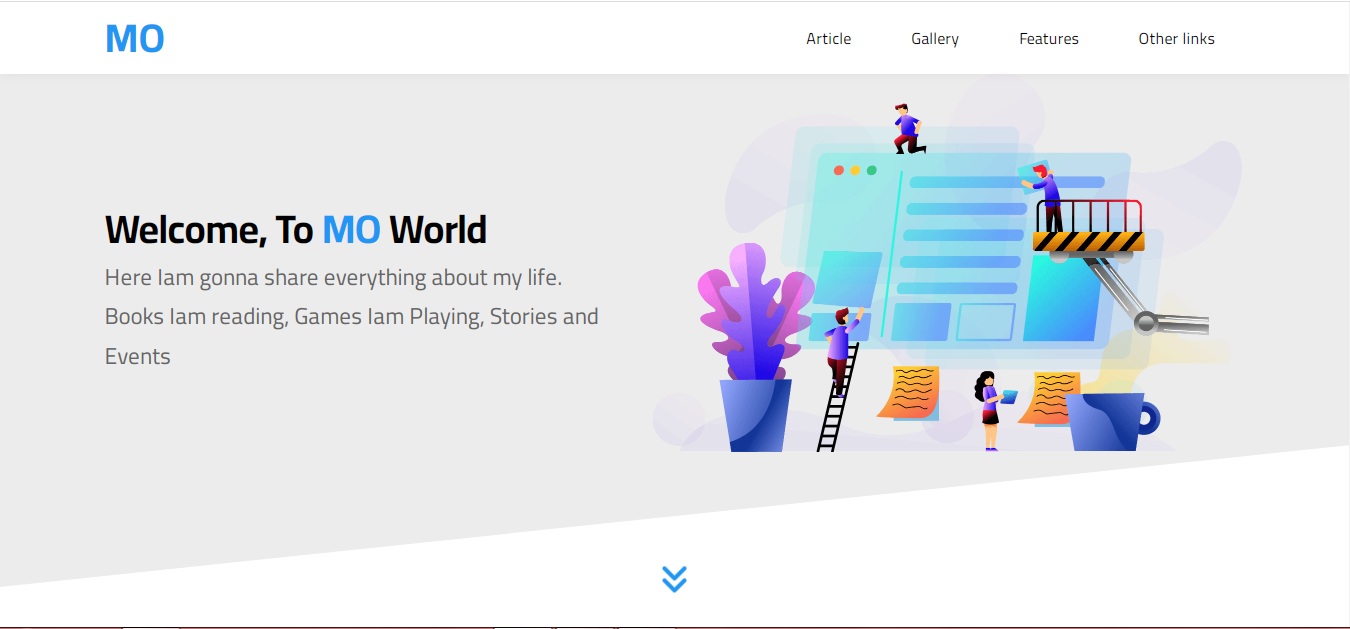 MO
Article Gallery Features Other links
Welcome, To MO World
Here Iam gonna share everything about my life.
Books Iam reading, Games Iam Playing, Stories and
Events